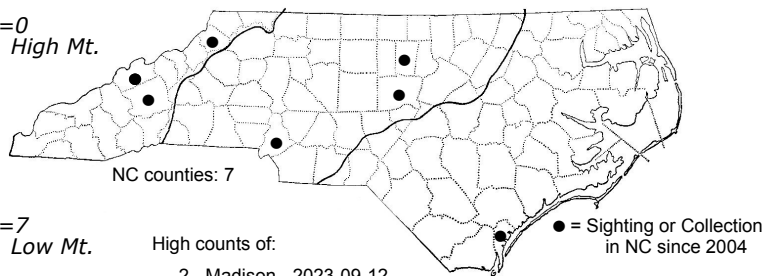 =0
High Mt.
NC counties: 7
=7
Low Mt.
High counts of:
● = Sighting or Collection
in NC since 2004
2 - Madison - 2023-09-12